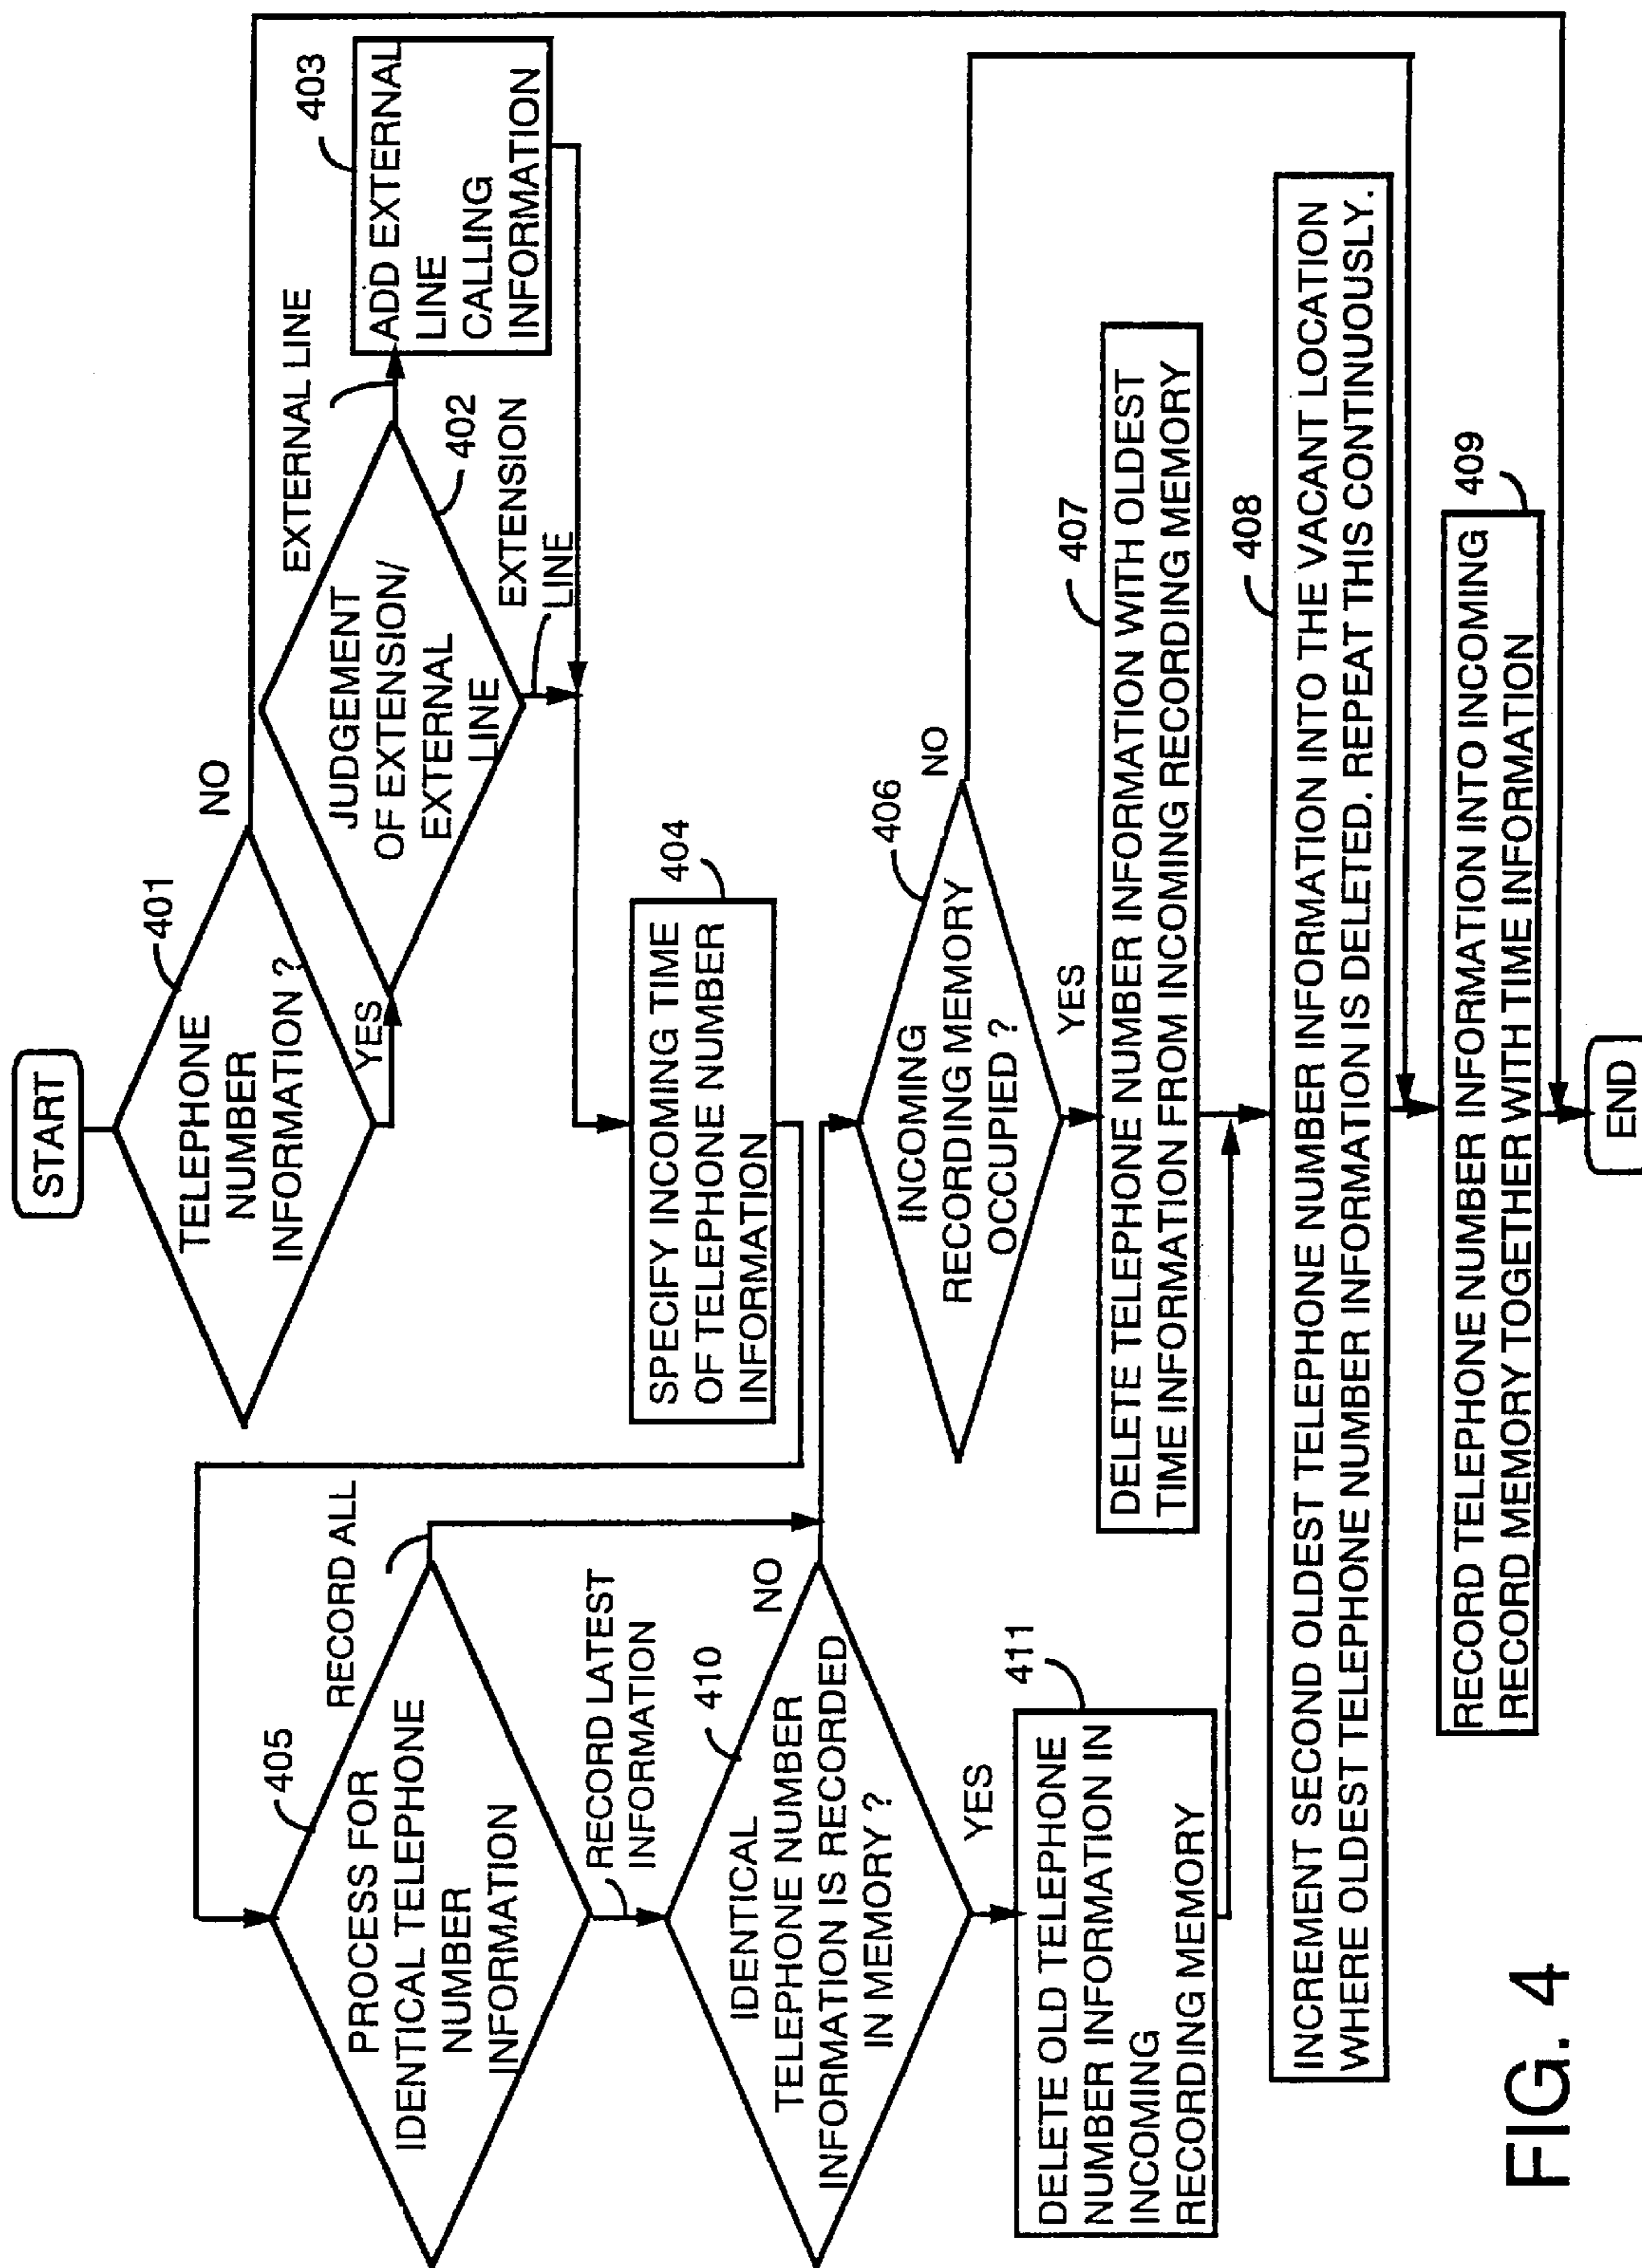 START
401
TELEPHONE
NUMBER
INFORMATION ?
NO
YES
JUDGEMENT
OF EXTENSION/
EXTERNAL
LINE
402
EXTERNAL LINE
403
ADD EXTERNAL
LINE
CALLING
INFORMATION
EXTENSION
LINE
404
SPECIFY INCOMING TIME
OF TELEPHONE NUMBER
INFORMATION
405
PROCESS FOR
IDENTICAL TELEPHONE
NUMBER
INFORMATION
RECORD ALL
RECORD LATEST
INFORMATION
410
IDENTICAL
TELEPHONE NUMBER
INFORMATION IS RECORDED
IN MEMORY ?
NO
YES
411
DELETE OLD TELEPHONE
NUMBER INFORMATION IN
INCOMING
RECORDING MEMORY
406
INCOMING
RECORDING MEMORY
OCCUPIED ?
NO
YES
407
DELETE TELEPHONE NUMBER INFORMATION WITH OLDEST
TIME INFORMATION FROM INCOMING RECORDING MEMORY
408
INCREMENT SECOND OLDEST TELEPHONE NUMBER INFORMATION INTO THE VACANT LOCATION
WHERE OLDEST TELEPHONE NUMBER INFORMATION IS DELETED. REPEAT THIS CONTINUOUSLY.
409
RECORD TELEPHONE NUMBER INFORMATION INTO INCOMING
RECORD MEMORY TOGETHER WITH TIME INFORMATION
END
FIG. 4